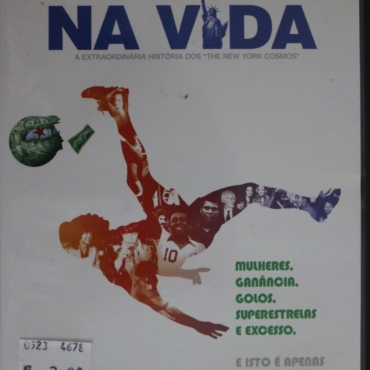 NA VIDA
A EXTRAORDINÁRIA HISTÓRIA DOS "THE NEW YORK COSMOS"
10
MULHERES,
GANÂNCIA,
GOLOS,
SUPERESTRELAS
E EXCESSO.
E ISTO É APENAS
0523 4678